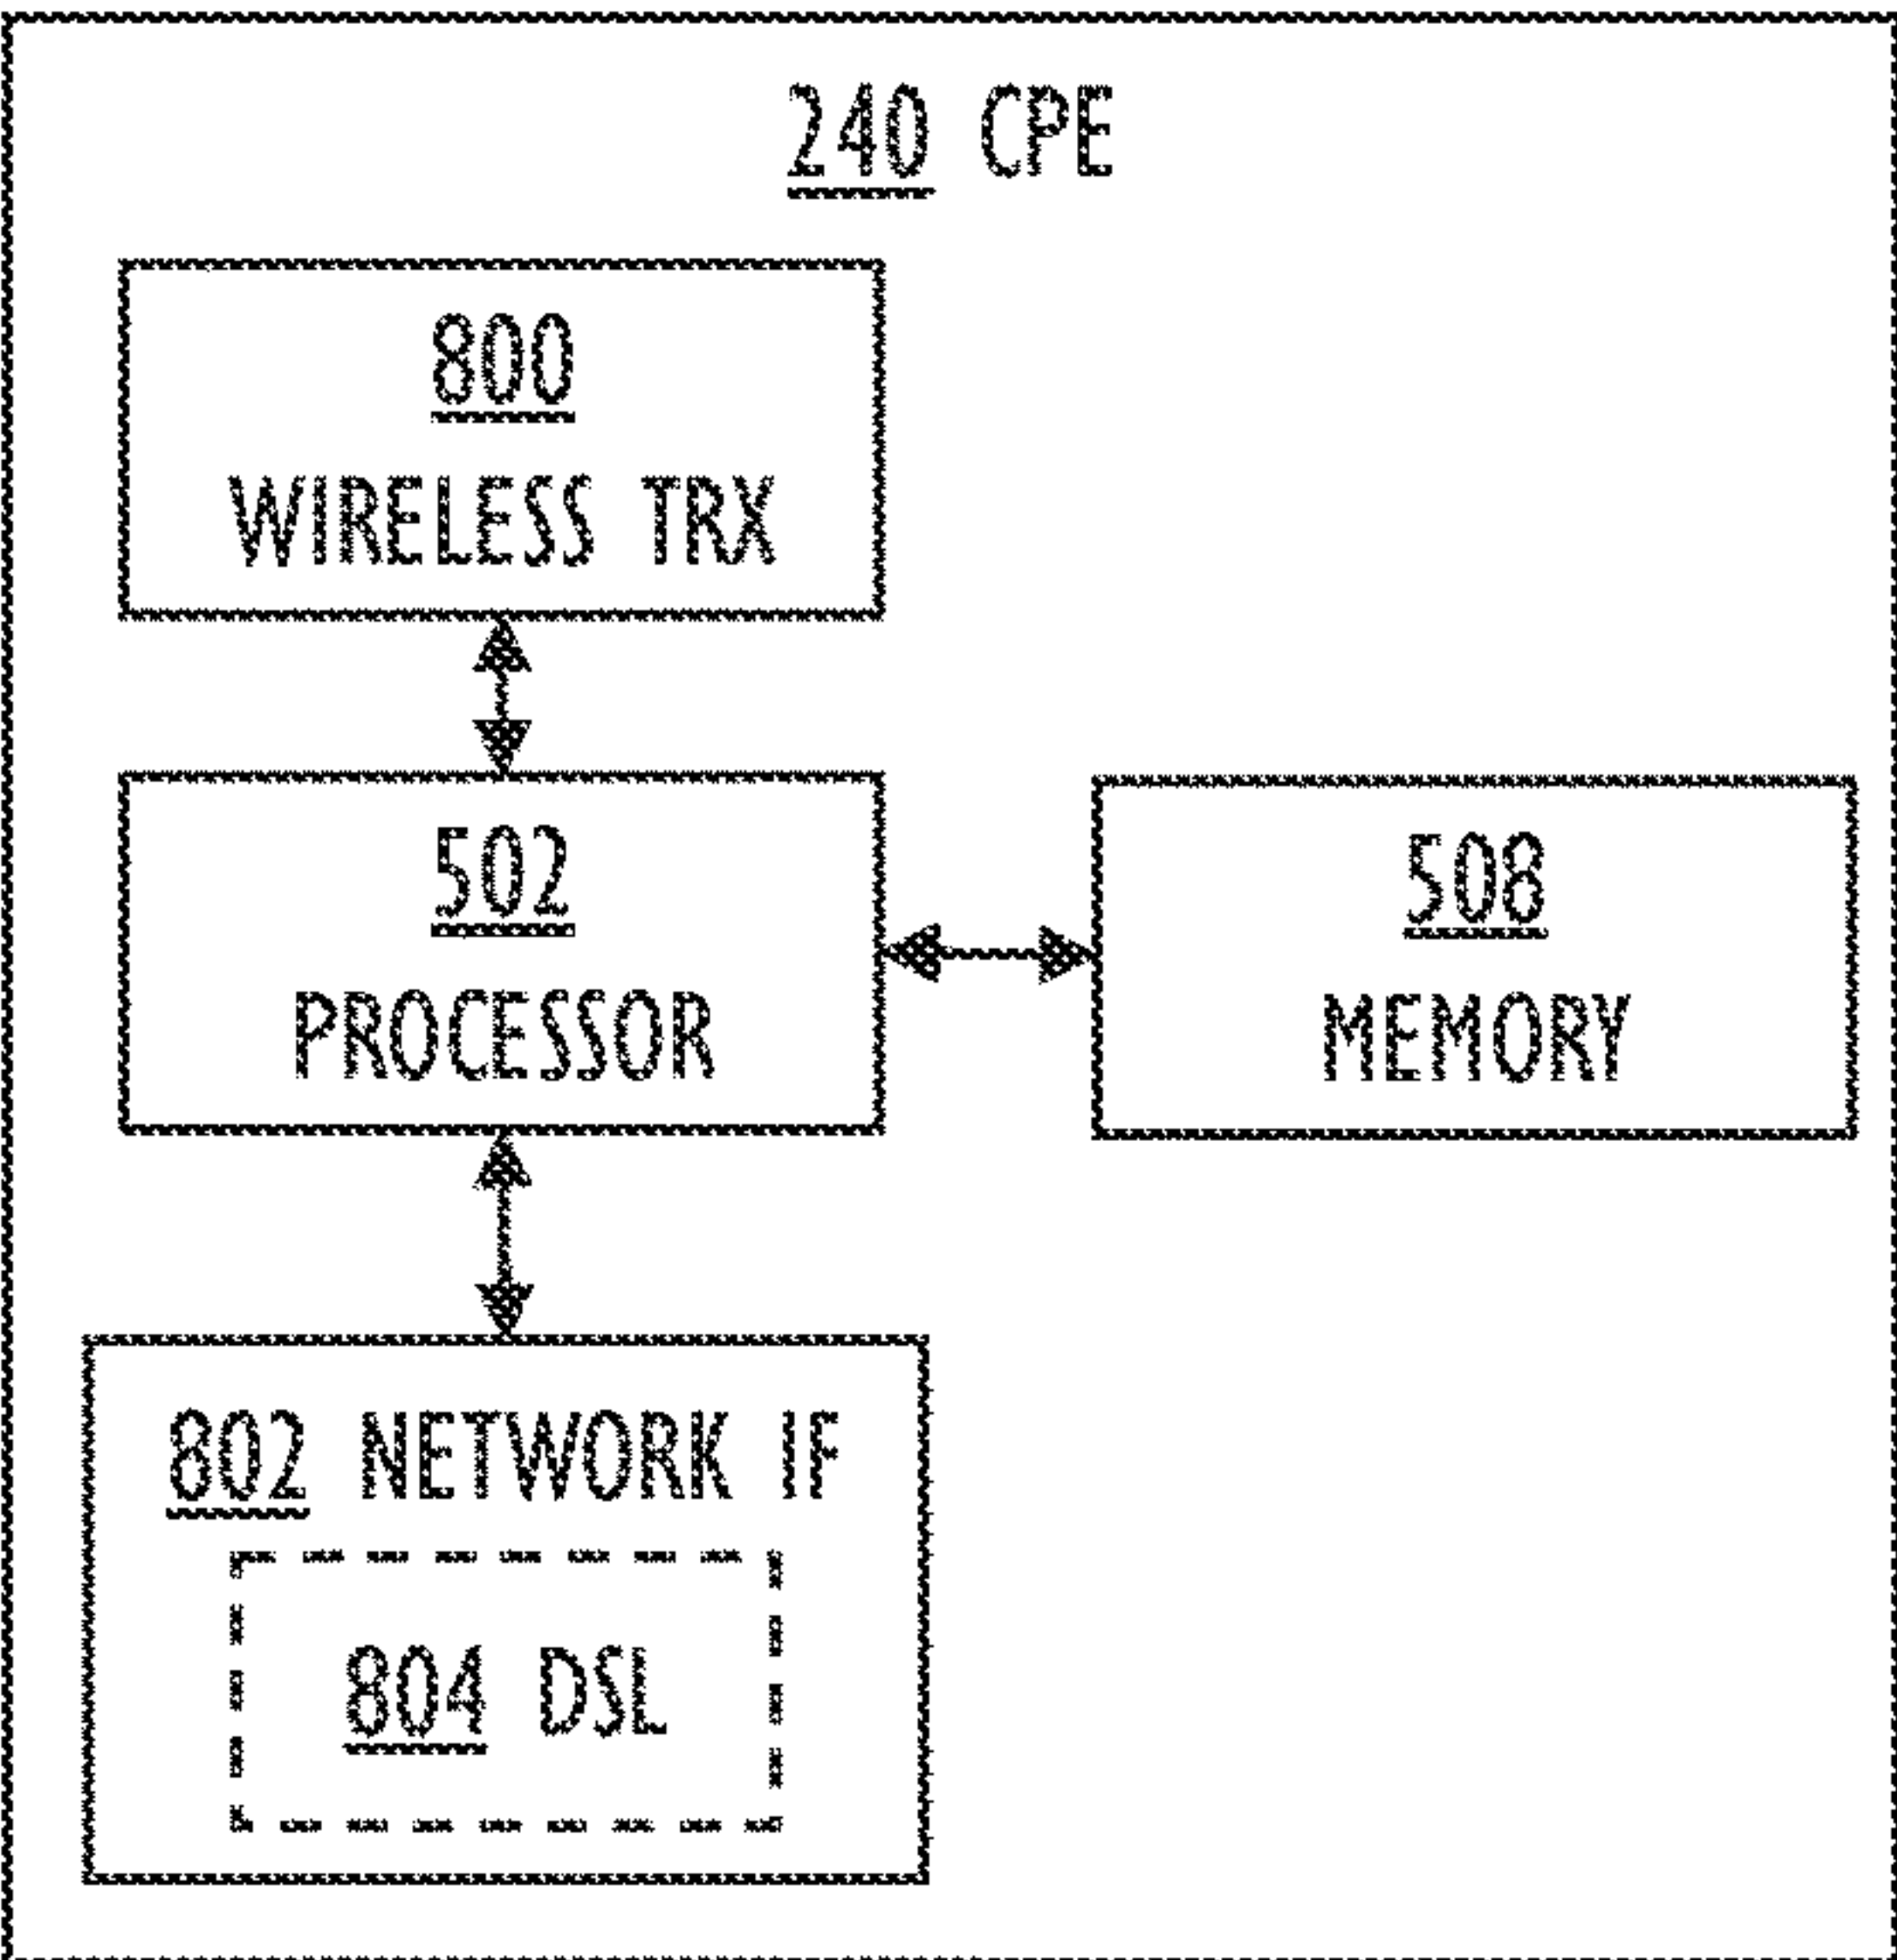 240 CPE
800
WIRELESS TRX
502
PROCESSOR
508
MEMORY
802 NETWORK IF
804 DSL